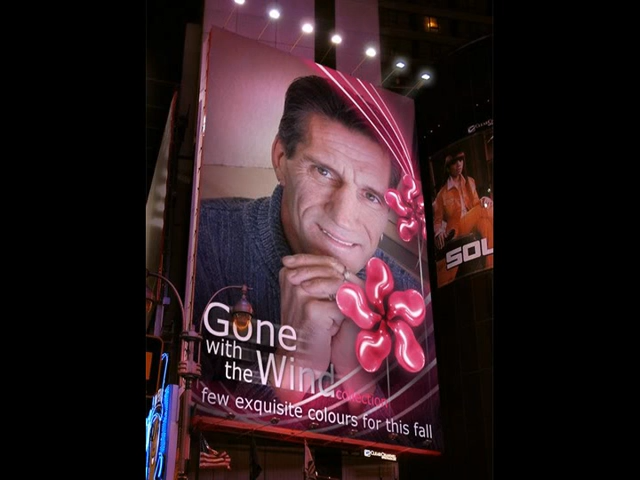 Gone
with
the Wind collection
few exquisite colours for this fall
SOL